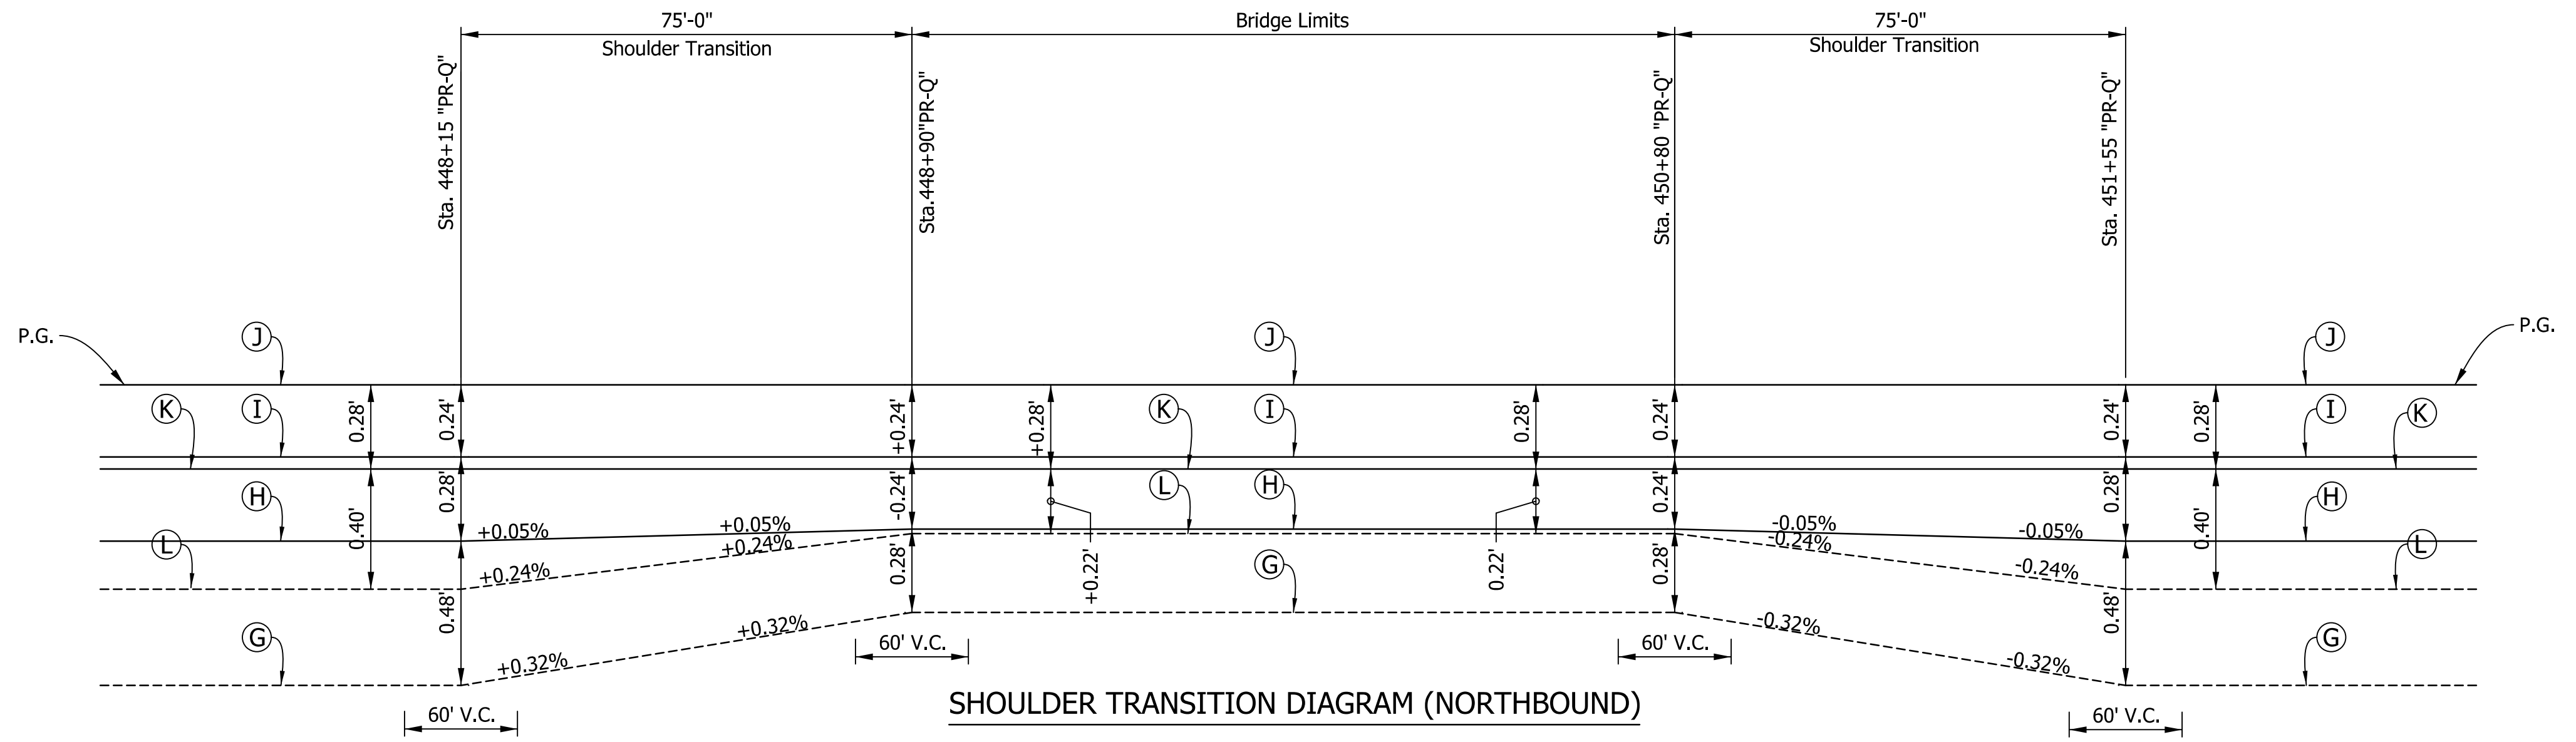 75'-0"
Bridge Limits
75'-0"
Shoulder Transition
Shoulder Transition
Sta. 448+15 "PR-Q"
Sta.448+90"PR-Q"
Sta. 450+80 "PR-Q"
Sta. 451+55 "PR-Q"
P.G.
J
J
J
P.G.
K
I
0.28'
0.24'
+0.24'
+0.28'
K
I
0.28'
0.24'
0.24'
0.28'
I
K
H
0.28'
-0.24'
L
H
0.24'
0.28'
H
L
0.40'
+0.05%
+0.05%
-0.05%
-0.05%
0.40'
L
+0.24%
+0.24%
-0.24%
-0.24%
0.28'
+0.22'
G
0.22'
0.28'
G
0.48'
+0.32%
+0.32%
-0.32%
-0.32%
0.48'
G
60' V.C.
60' V.C.
SHOULDER TRANSITION DIAGRAM (NORTHBOUND)
60' V.C.
60' V.C.